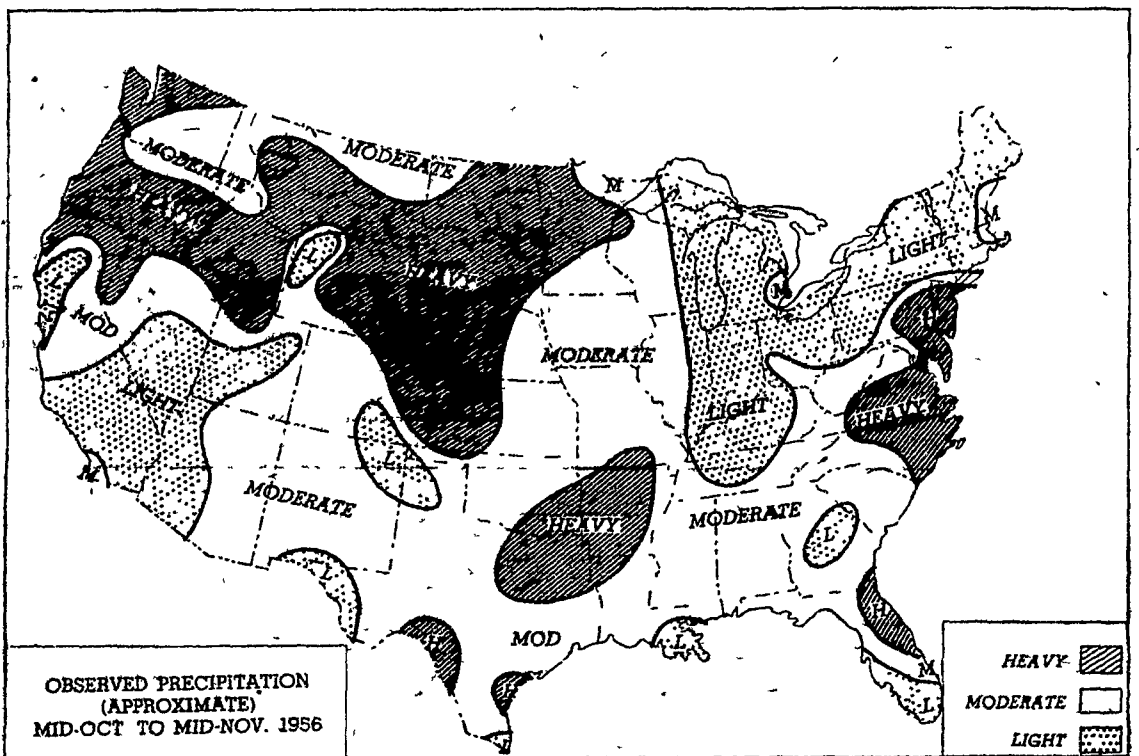 MODERATE
MODERATE
M
HEAVY
M
LIGHT
L
HEAVY
L
M
MOD
H
MODERATE
LIGHT
LIGHT
HEAVY
L
M
MODERATE
HEAVY
MODERATE
L
L
H
H
MOD
L
M
L
H
L
OBSERVED PRECIPITATION
(APPROXIMATE)
MID-OCT TO MID-NOV. 1956
HEAVY
MODERATE
LIGHT